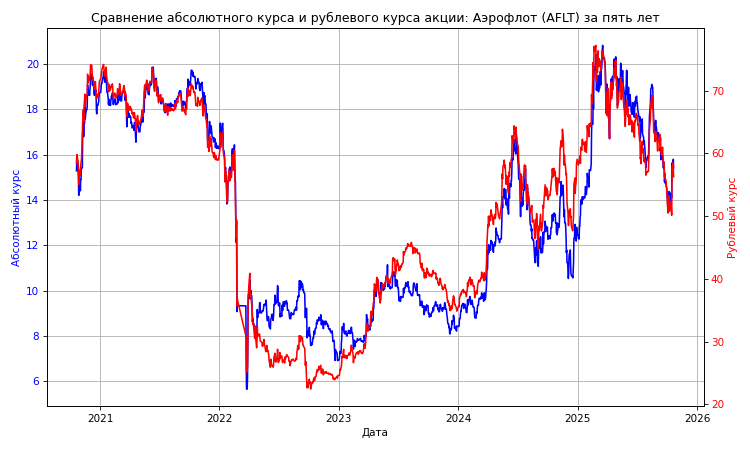 Сравнение абсолютного курса и рублевого курса акции: Аэрофлот (AFLT) за пять лет
Абсолютный курс
20
18
16
14
12
10
8
6
70
60
50
40
30
20
Рублевый курс
2021 2022 2023 2024 2025 2026
Дата